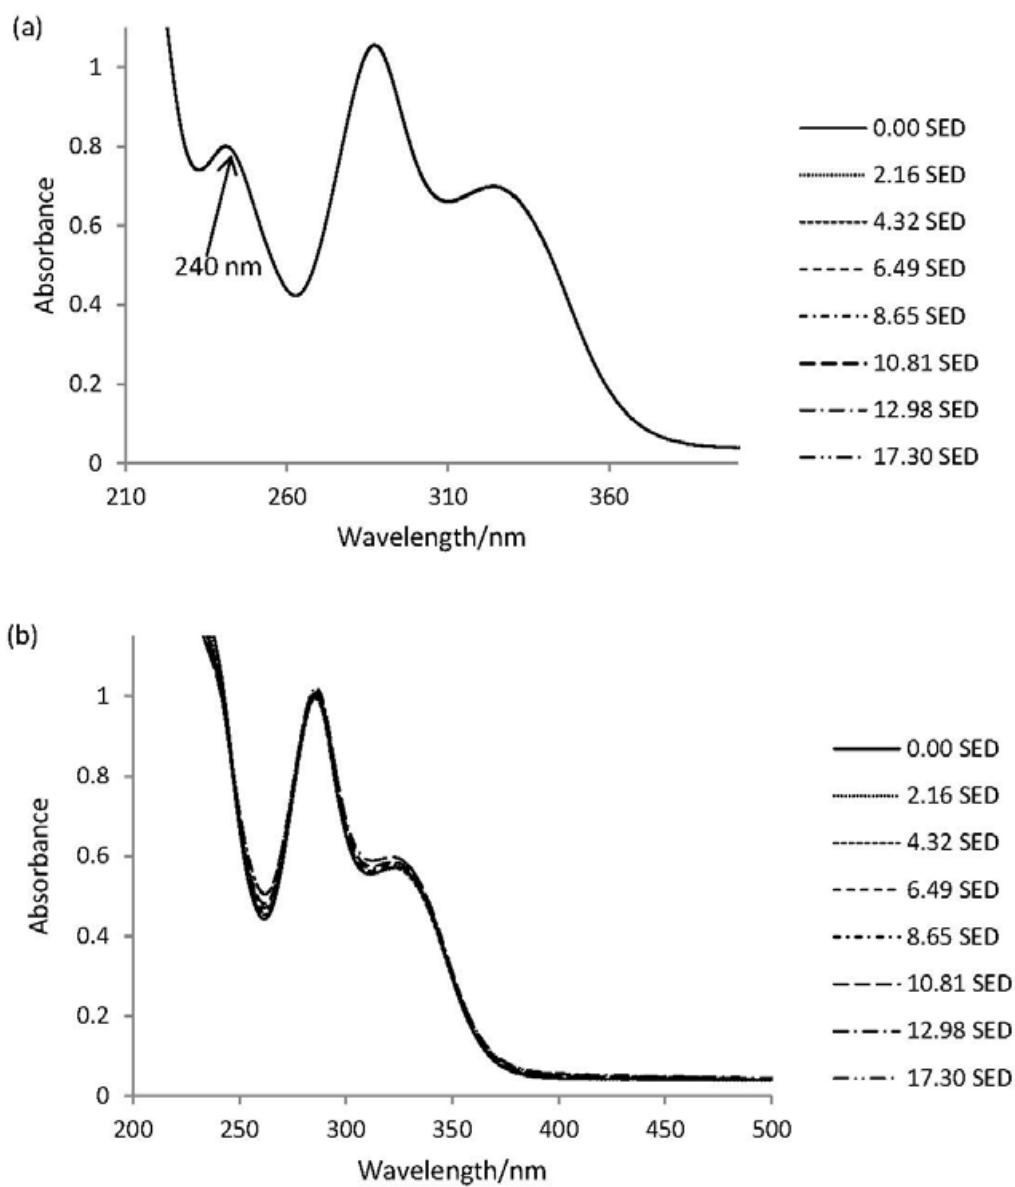 (a)
1
0.8
0.6
0.4
0.2
0
Absorbance
240 nm
210 260 310 360
Wavelength/nm
0.00 SED
2.16 SED
4.32 SED
6.49 SED
8.65 SED
10.81 SED
12.98 SED
17.30 SED
(b)
1
0.8
0.6
0.4
0.2
0
Absorbance
200 250 300 350 400 450 500
Wavelength/nm
0.00 SED
2.16 SED
4.32 SED
6.49 SED
8.65 SED
10.81 SED
12.98 SED
17.30 SED